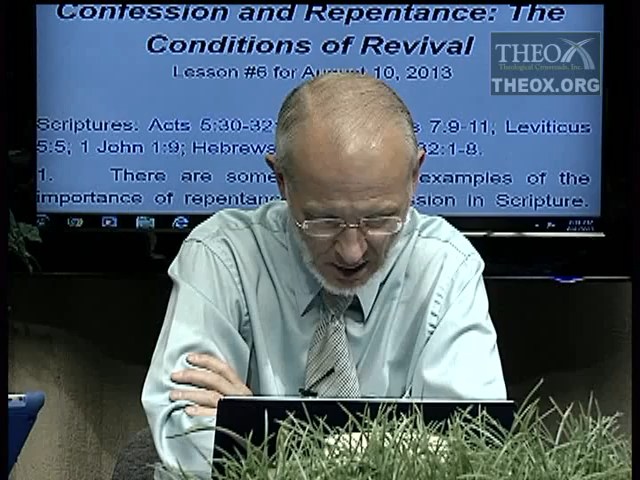 Confession and Repentance: The
Conditions of Revival
Lesson #6 for August 10, 2013
THEOX
Theological Crossroads, Inc.
THEOX.ORG
Scriptures. Acts 5:30-32 7.9-11; Leviticus
5:5; 1 John 1:9; Hebrews 32:1-8.
1. There are some examples of the
importance of in Scripture.